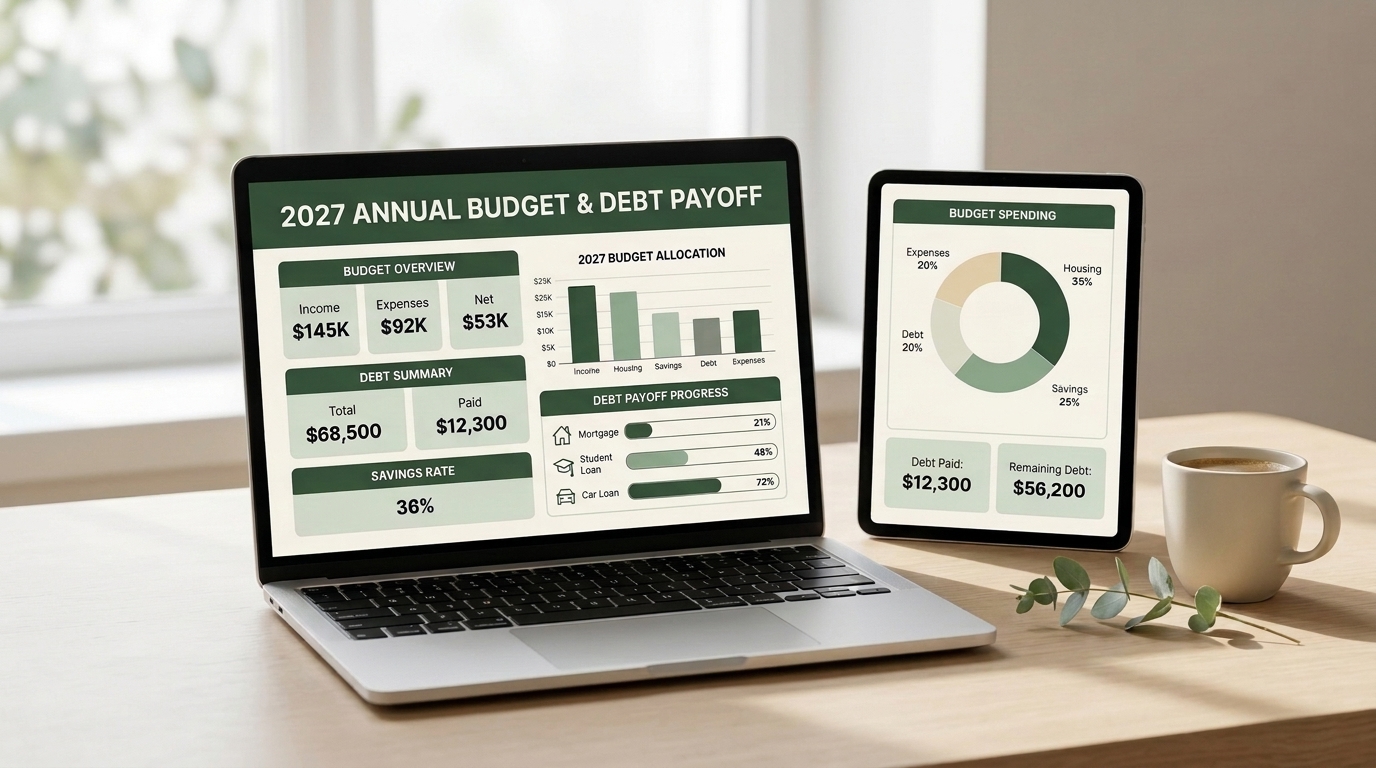 2027 ANNUAL BUDGET & DEBT PAYOFF
BUDGET OVERVIEW
Income
$145K
Expenses
$92K
Net
$53K
DEBT SUMMARY
Total
$68,500
Paid
$12,300
SAVINGS RATE
36%
2027 BUDGET ALLOCATION
$25K
$25K
$15K
$10K
$5K
$0
Income
Housing
Savings
Debt
Expenses
DEBT PAYOFF PROGRESS
Mortgage
21%
Student
Loan
48%
Car Loan
72%
BUDGET SPENDING
Expenses
20%
Housing
35%
Debt
20%
Savings
25%
Debt Paid:
$12,300
Remaining Debt:
$56,200